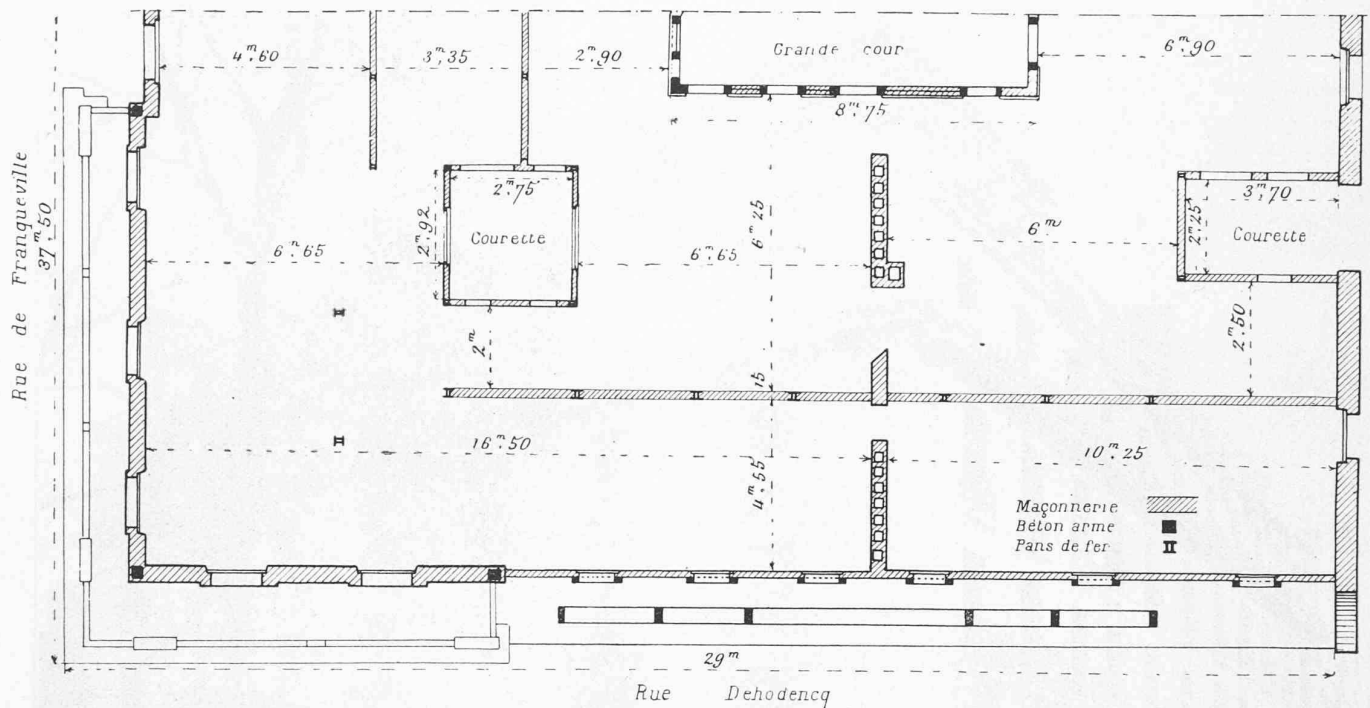 4m.60
3m.35
2m.90
Grande cour
6m.90
8m.75
Rue de Franqueville
37m.50
2m.75
2m.92
Courette
6m.65
6m.65
6m.25
6m
3m.70
2m.25
Courette
2m
2m.50
15
16m.50
4m.55
10m.25
Maçonnerie
Béton arme
Pans de fer
29m
Rue Dehodencq